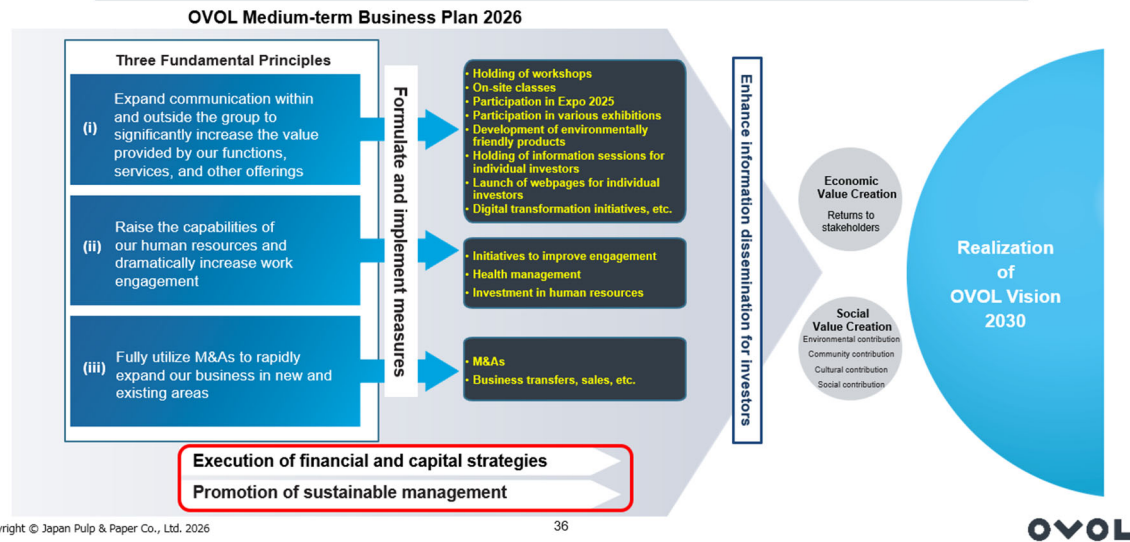 OVOL Medium-term Business Plan 2026
Three Fundamental Principles
(i)
Expand communication within
and outside the group to
significantly increase the value
provided by our functions,
services, and other offerings
(ii)
Raise the capabilities of
our human resources and
dramatically increase work
engagement
(iii)
Fully utilize M&As to rapidly
expand our business in new and
existing areas
Formulate and implement measures
• Holding of workshops
• On-site classes
• Participation in Expo 2025
• Participation in various exhibitions
• Development of environmentally
friendly products
• Holding of information sessions for
individual investors
• Launch of webpages for individual
investors
• Digital transformation initiatives, etc.
• Initiatives to improve engagement
• Health management
• Investment in human resources
• M&As
• Business transfers, sales, etc.
Execution of financial and capital strategies
Promotion of sustainable management
Enhance information dissemination for investors
Economic
Value Creation
Returns to
stakeholders
Social
Value Creation
Environmental contribution
Community contribution
Cultural contribution
Social contribution
Realization
of
OVOL Vision
2030
yright © Japan Pulp & Paper Co., Ltd. 2026
36
OVOL